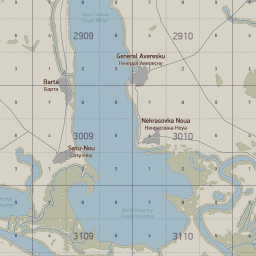 2909
2910
General Averesku
Генерал Авереску
Barta
Барта
Nekrasovka Noua
Некрасовка Ноуа
3009
3010
Satu-Nou
Сату-Ноу
3109
3110